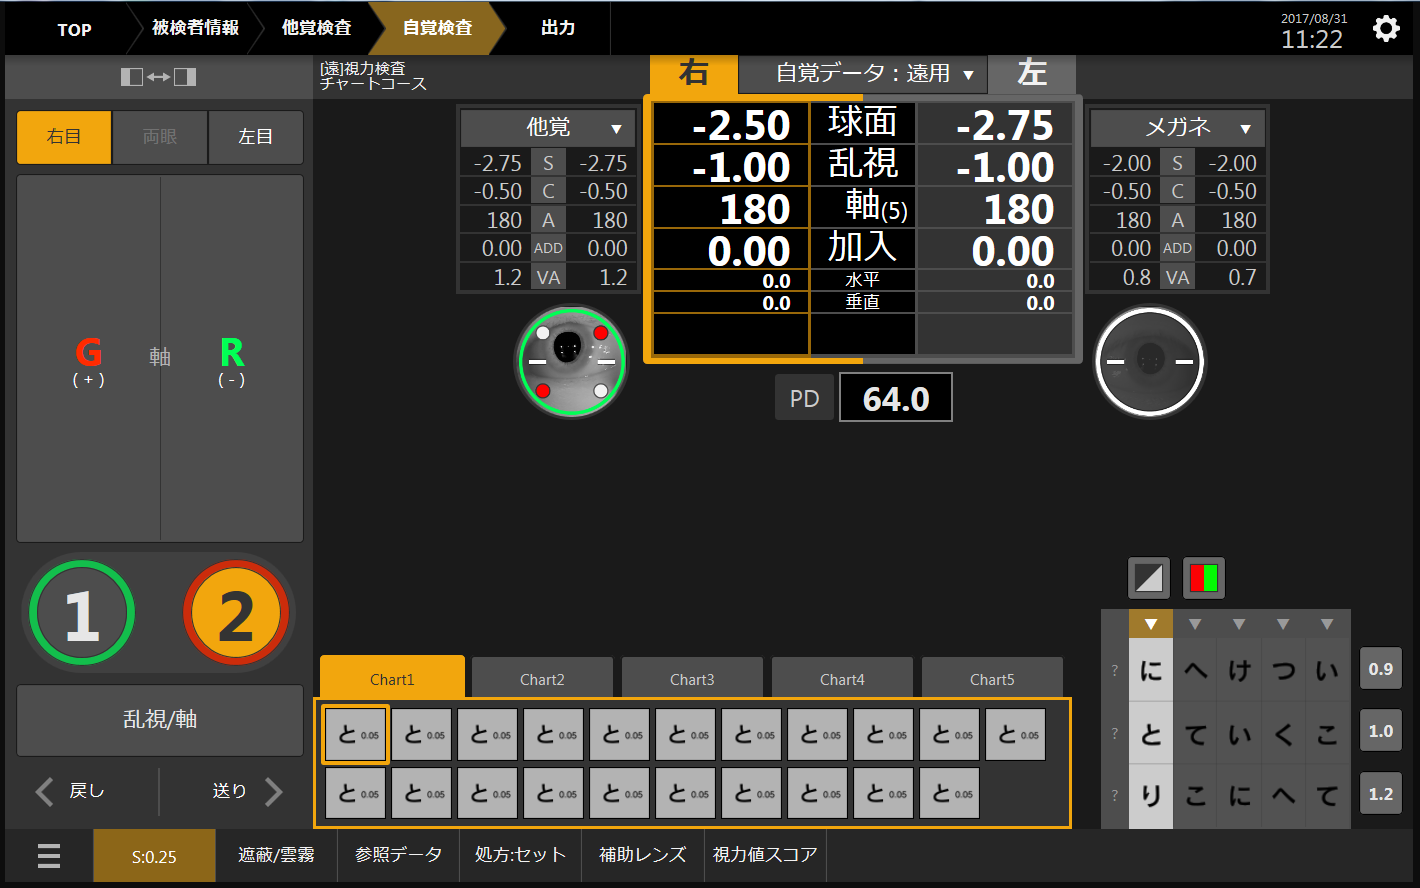 TOP 被検者情報 他覚検査 自覚検査 出力
2017/08/31
11:22
[遠]視力検査
チャートコース
右 自覚データ：遠用 ▼ 左
右目 両眼 左目
G 軸 R
(+) (-)
1 2
乱視/軸
戻し 送り
他覚 ▼
-2.75 S -2.75
-0.50 C -0.50
180 A 180
0.00 ADD 0.00
1.2 VA 1.2
-2.50 球面 -2.75
-1.00 乱視 -1.00
180 軸(5) 180
0.00 加入 0.00
0.0 水平 0.0
0.0 垂直 0.0
PD 64.0
メガネ ▼
-2.00 S -2.00
-0.50 C -0.50
180 A 180
0.00 ADD 0.00
0.8 VA 0.7
▼ ▼ ▼ ▼ ▼
? に へ け つ い 0.9
? と て い く こ 1.0
? り こ に へ て 1.2
Chart1 Chart2 Chart3 Chart4 Chart5
と 0.05 と 0.05 と 0.05 と 0.05 と 0.05 と 0.05 と 0.05 と 0.05 と 0.05 と 0.05 と 0.05
と 0.05 と 0.05 と 0.05 と 0.05 と 0.05 と 0.05 と 0.05 と 0.05 と 0.05 と 0.05
S:0.25 遮蔽/雲霧 参照データ 処方:セット 補助レンズ 視力値スコア